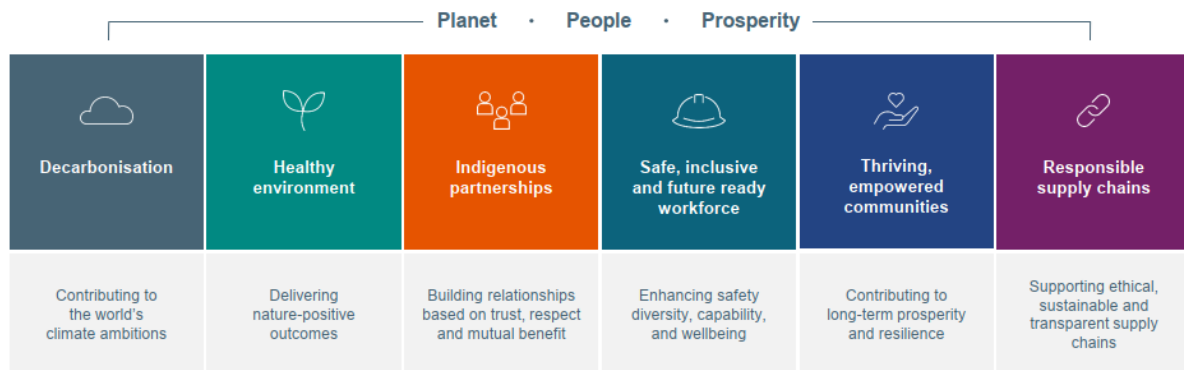 Planet · People · Prosperity
Decarbonisation
Healthy
environment
Indigenous
partnerships
Safe, inclusive
and future ready
workforce
Thriving,
empowered
communities
Responsible
supply chains
Contributing to
the world's
climate ambitions
Delivering
nature-positive
outcomes
Building relationships
based on trust, respect
and mutual benefit
Enhancing safety
diversity, capability,
and wellbeing
Contributing to
long-term prosperity
and resilience
Supporting ethical,
sustainable and
transparent supply
chains